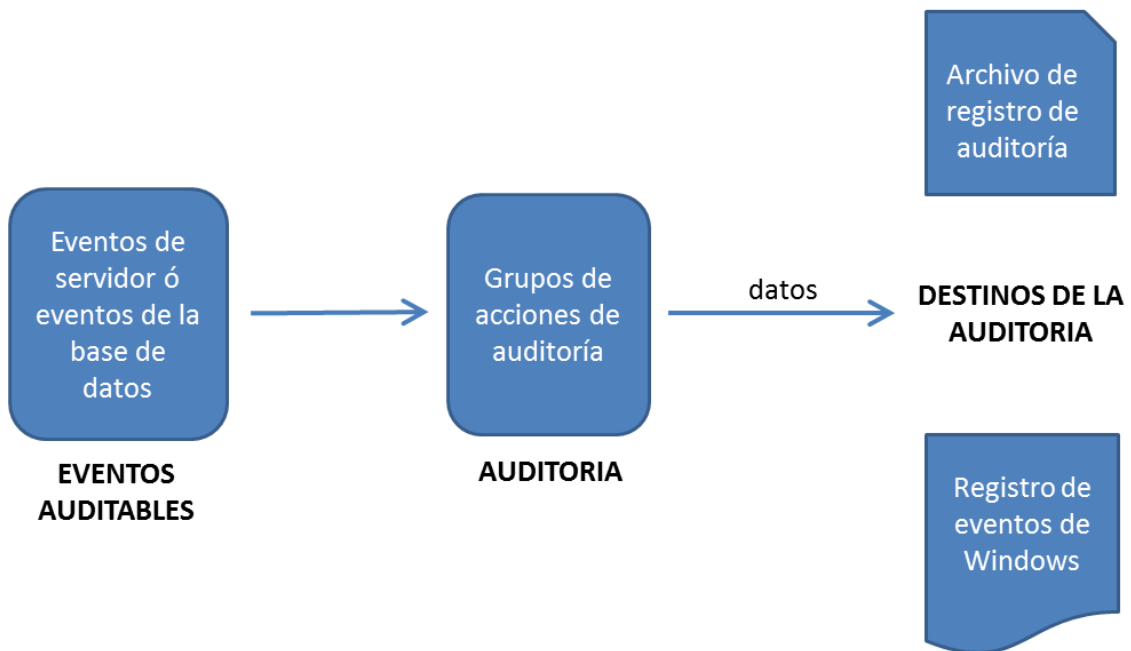 Eventos de
servidor ó
eventos de la
base de
datos
EVENTOS
AUDITABLES
Grupos de
acciones de
auditoría
AUDITORIA
datos
Archivo de
registro de
auditoría
DESTINOS DE LA
AUDITORIA
Registro de
eventos de
Windows